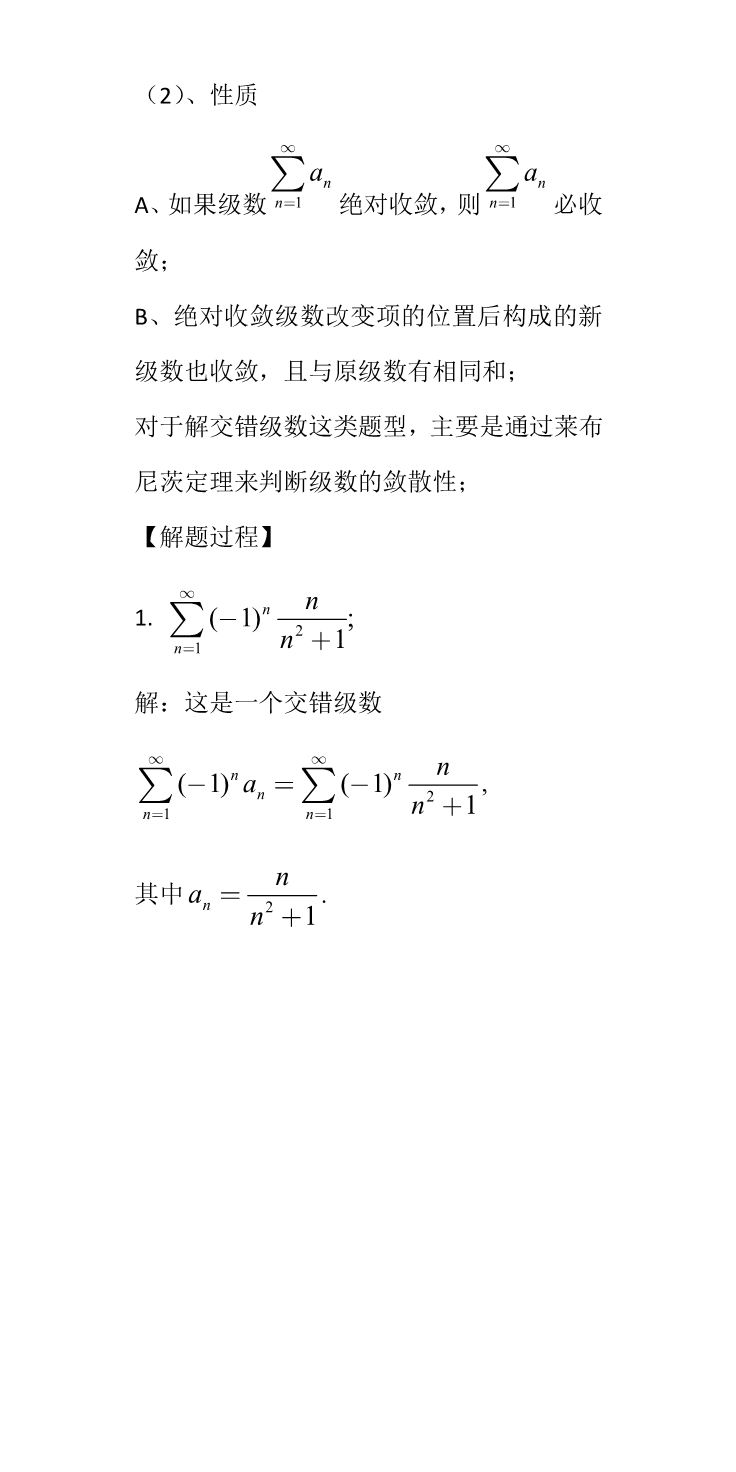 （2）、性质
A、如果级数 $\sum_{n=1}^{\infty} a_n$ 绝对收敛，则 $\sum_{n=1}^{\infty} a_n$ 必收
敛；
B、绝对收敛级数改变项的位置后构成的新
级数也收敛，且与原级数有相同和；
对于解交错级数这类题型，主要是通过莱布
尼茨定理来判断级数的敛散性；
【解题过程】
1. $\sum_{n=1}^{\infty} (-1)^n \frac{n}{n^2+1}$;
解：这是一个交错级数
$\sum_{n=1}^{\infty} (-1)^n a_n = \sum_{n=1}^{\infty} (-1)^n \frac{n}{n^2+1}$,
其中 $a_n = \frac{n}{n^2+1}$.